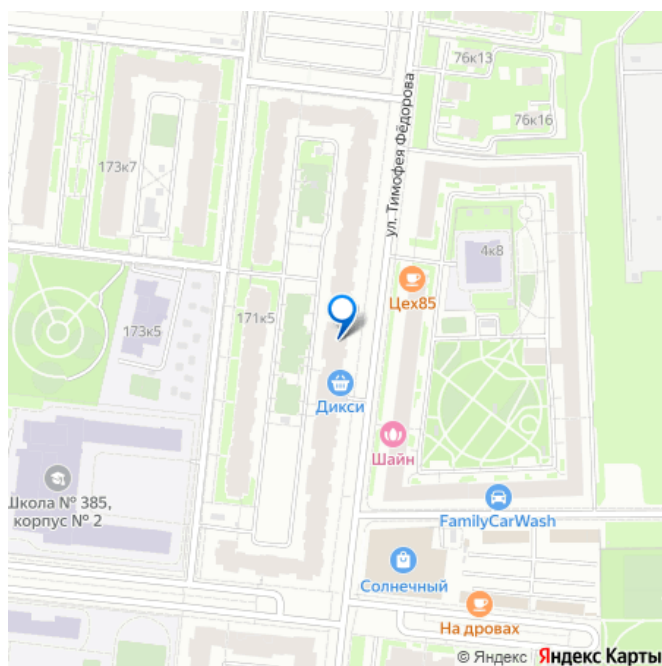 76к13
ул. Тимофея Фёдорова
76к16
173к7
4к8
Цех85
171к5
173к5
Дикси
Шайн
Школа № 385,
корпус № 2
FamilyCarWash
Солнечный
На дровах
© Яндекс Яндекс Карты